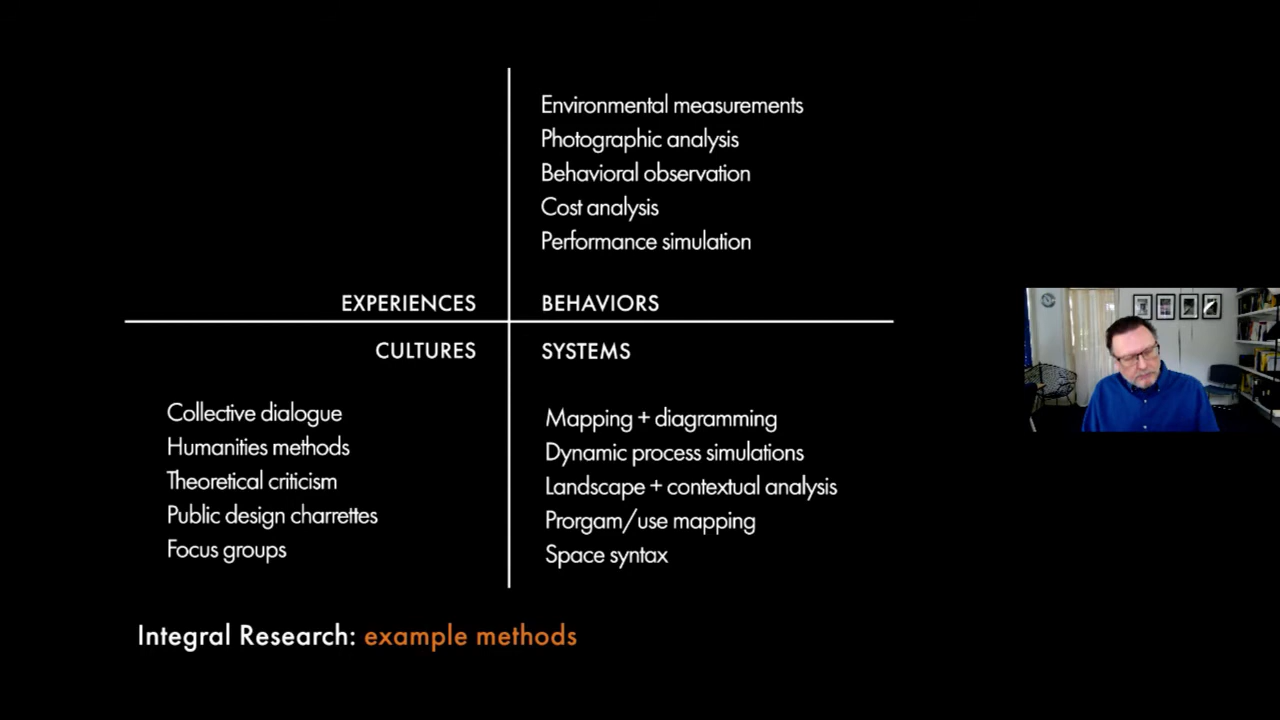 Environmental measurements
Photographic analysis
Behavioral observation
Cost analysis
Performance simulation
EXPERIENCES
BEHAVIORS
CULTURES
SYSTEMS
Collective dialogue
Humanities methods
Theoretical criticism
Public design charrettes
Focus groups
Mapping + diagramming
Dynamic process simulations
Landscape + contextual analysis
Prorgam/use mapping
Space syntax
Integral Research: example methods